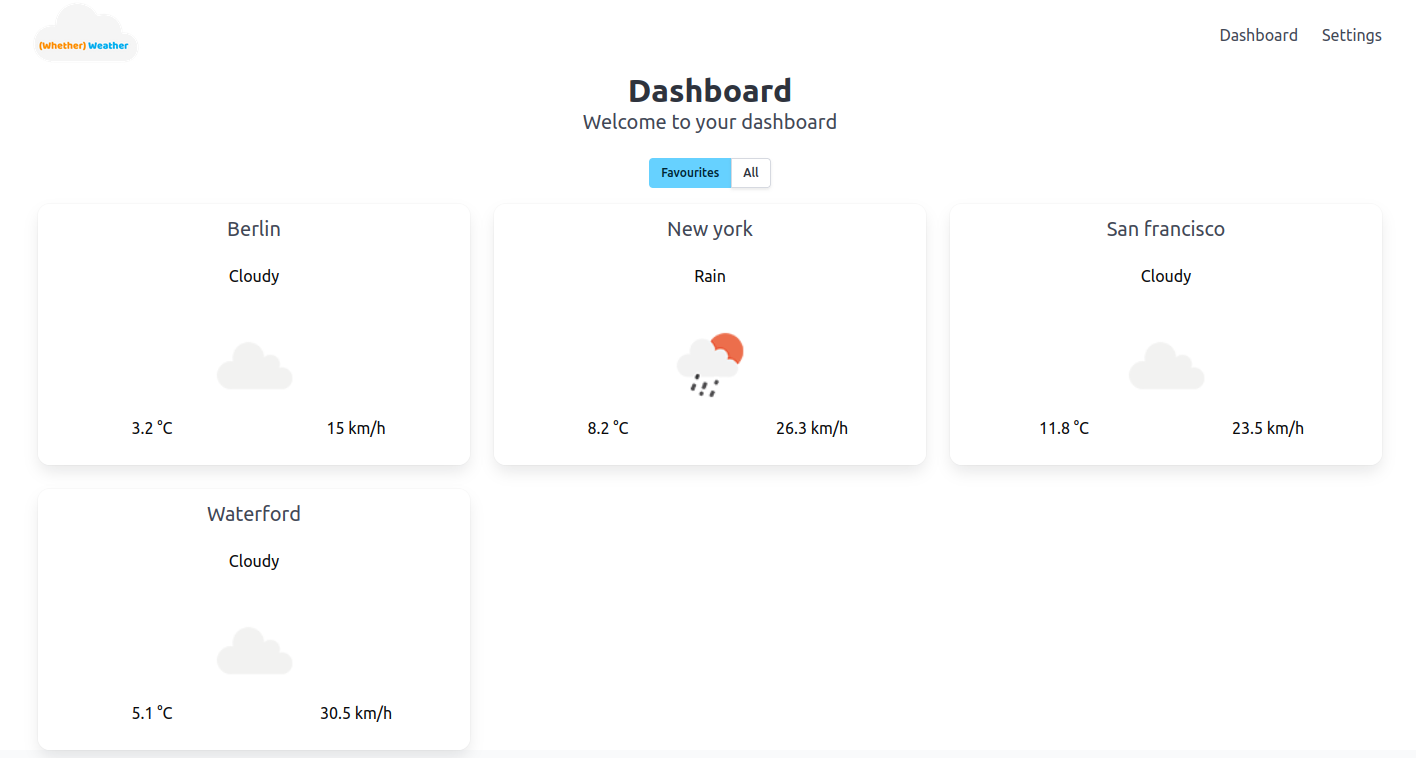 (Whether) Weather
Dashboard Settings
Dashboard
Welcome to your dashboard
Favourites All
Berlin
Cloudy
3.2 °C 15 km/h
New york
Rain
8.2 °C 26.3 km/h
San francisco
Cloudy
11.8 °C 23.5 km/h
Waterford
Cloudy
5.1 °C 30.5 km/h